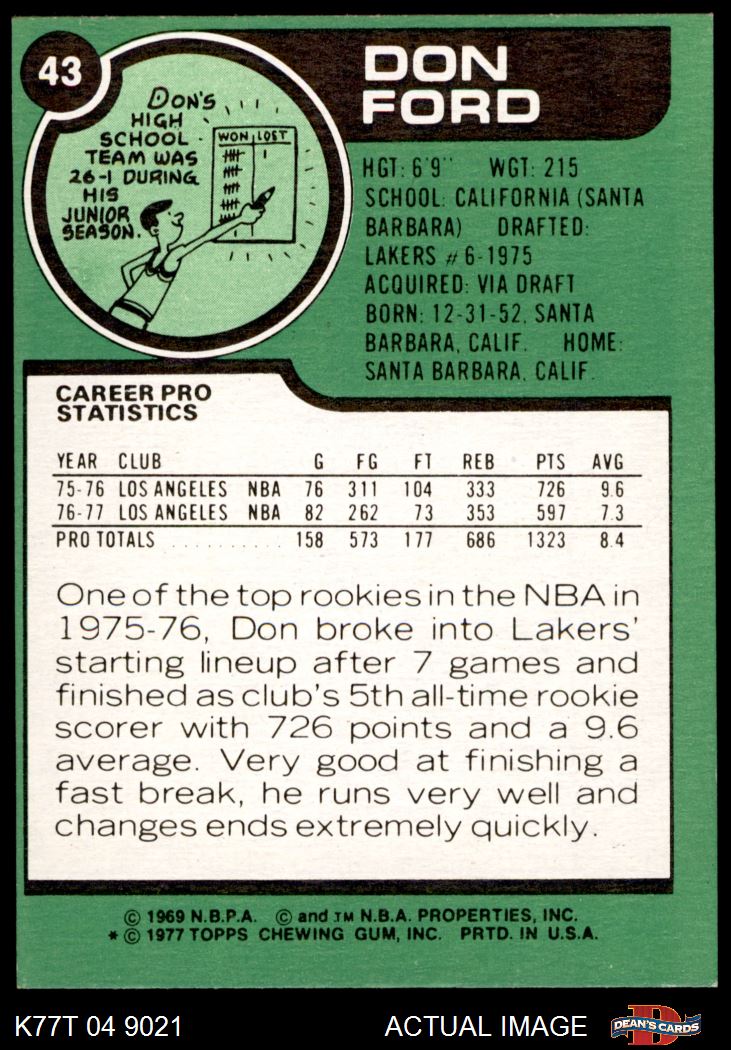 43
DON
FORD
DON'S
HIGH
SCHOOL
TEAM WAS
26-1 DURING
HIS
JUNIOR
SEASON.
WON LOST
HGT: 6'9" WGT: 215
SCHOOL: CALIFORNIA (SANTA
BARBARA) DRAFTED:
LAKERS #6-1975
ACQUIRED: VIA DRAFT
BORN: 12-31-52, SANTA
BARBARA, CALIF. HOME:
SANTA BARBARA, CALIF.
CAREER PRO
STATISTICS
YEAR CLUB G FG FT REB PTS AVG
75-76 LOS ANGELES NBA 76 311 104 333 726 9.6
76-77 LOS ANGELES NBA 82 262 73 353 597 7.3
PRO TOTALS . . . . . . . . . . 158 573 177 686 1323 8.4
One of the top rookies in the NBA in
1975-76, Don broke into Lakers'
starting lineup after 7 games and
finished as club's 5th all-time rookie
scorer with 726 points and a 9.6
average. Very good at finishing a
fast break, he runs very well and
changes ends extremely quickly.
© 1969 N.B.P.A. © and TM N.B.A. PROPERTIES, INC.
* © 1977 TOPPS CHEWING GUM, INC. PRTD. IN U.S.A.
K77T 04 9021 ACTUAL IMAGE DEAN'S CARDS